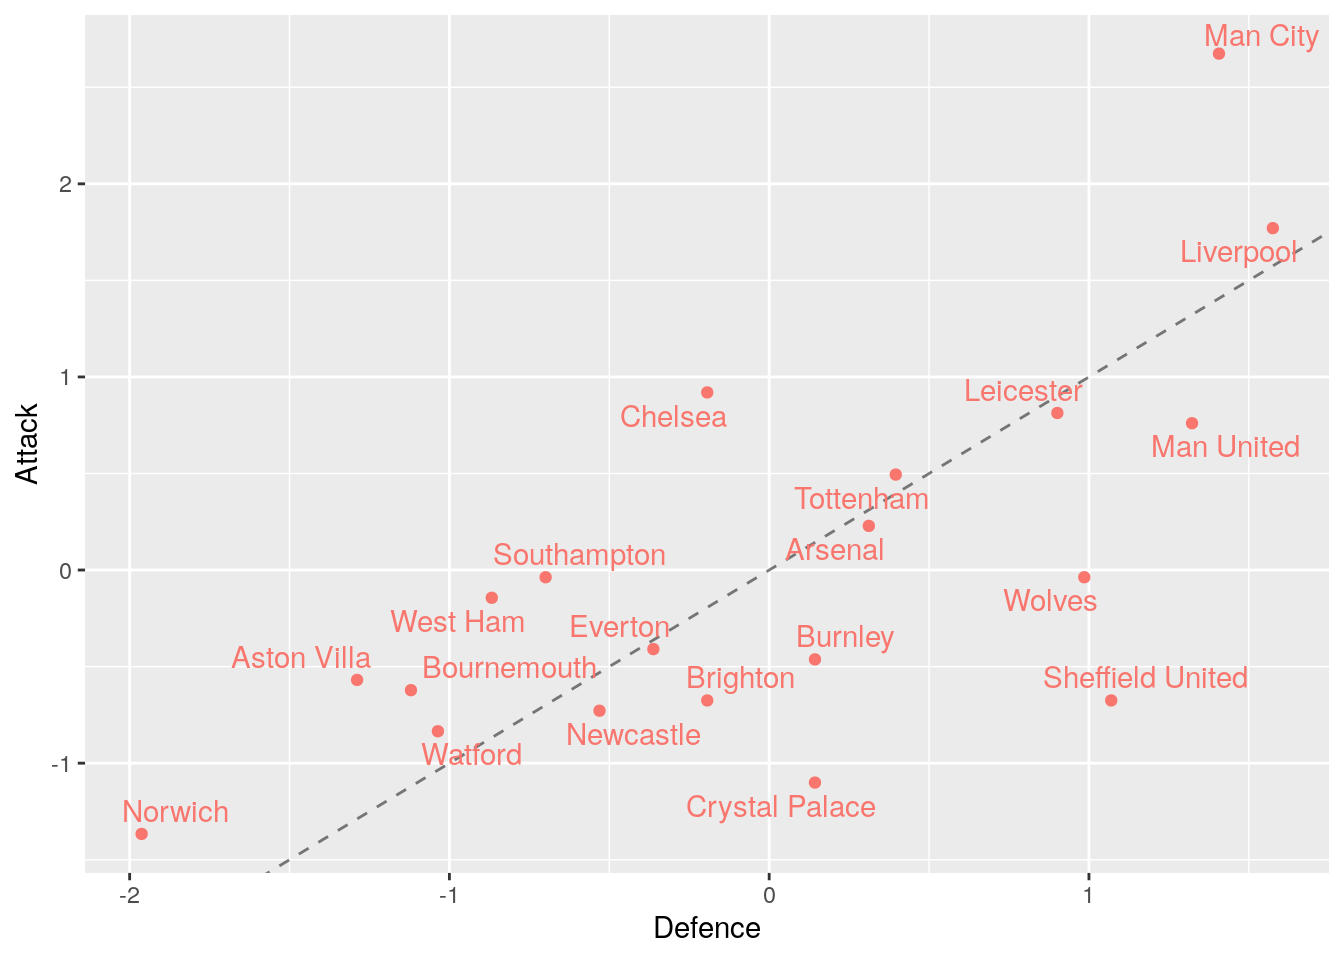 Man City
2
Liverpool
1
Leicester
Chelsea
Man United
Tottenham
Arsenal
Southampton
0
Wolves
West Ham
Everton
Burnley
Aston Villa
Bournemouth
Brighton
Sheffield United
Newcastle
Watford
-1
Crystal Palace
Norwich
Attack
-2
-1
0
1
Defence